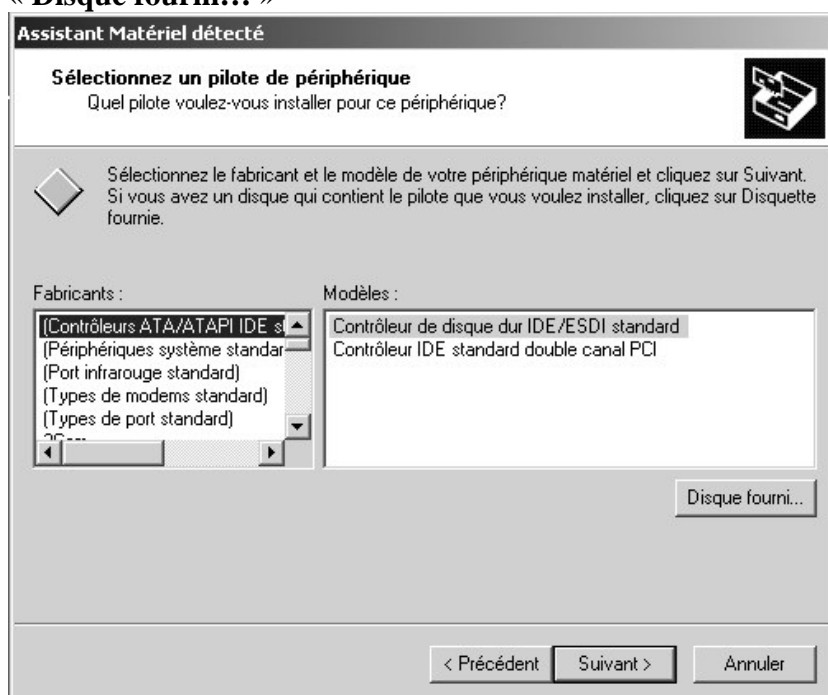 « Disque fourni… »
Assistant Matériel détecté
Sélectionnez un pilote de périphérique
Quel pilote voulez-vous installer pour ce périphérique?
Sélectionnez le fabricant et le modèle de votre périphérique matériel et cliquez sur Suivant.
Si vous avez un disque qui contient le pilote que vous voulez installer, cliquez sur Disquette
fournie.
Fabricants :
(Contrôleurs ATA/ATAPI IDE
(Périphériques système standar
(Port infrarouge standard)
(Types de modems standard)
(Types de port standard)
Modèles :
Contrôleur de disque dur IDE/ESDI standard
Contrôleur IDE standard double canal PCI
Disque fourni...
< Précédent
Suivant >
Annuler